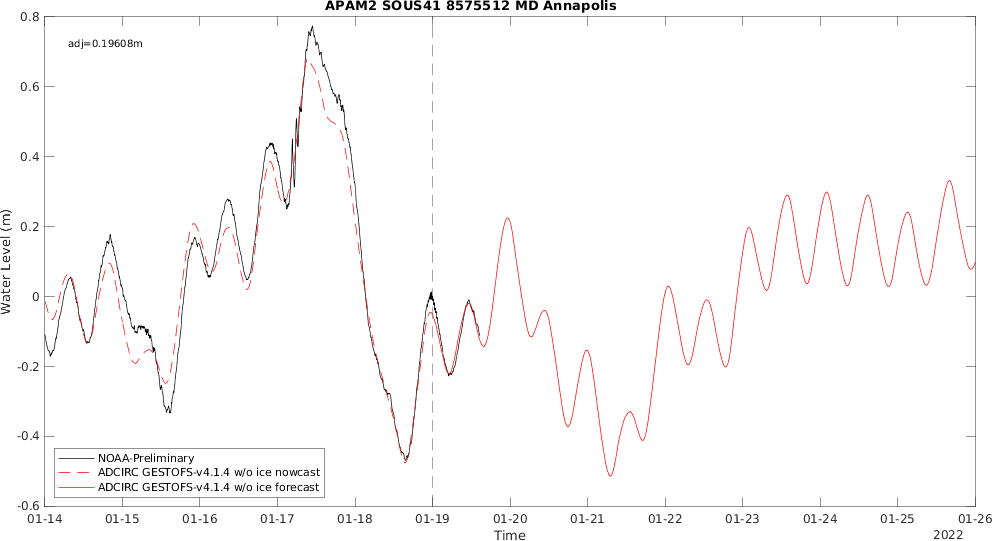 APAM2 SOUS41 8575512 MD Annapolis
adj=0.19608m
Water Level (m)
0.8
0.6
0.4
0.2
0
-0.2
-0.4
-0.6
NOAA-Preliminary
ADCIRC GESTOFS-v4.1.4 w/o ice nowcast
ADCIRC GESTOFS-v4.1.4 w/o ice forecast
01-14 01-15 01-16 01-17 01-18 01-19 01-20 01-21 01-22 01-23 01-24 01-25 01-26
Time
2022